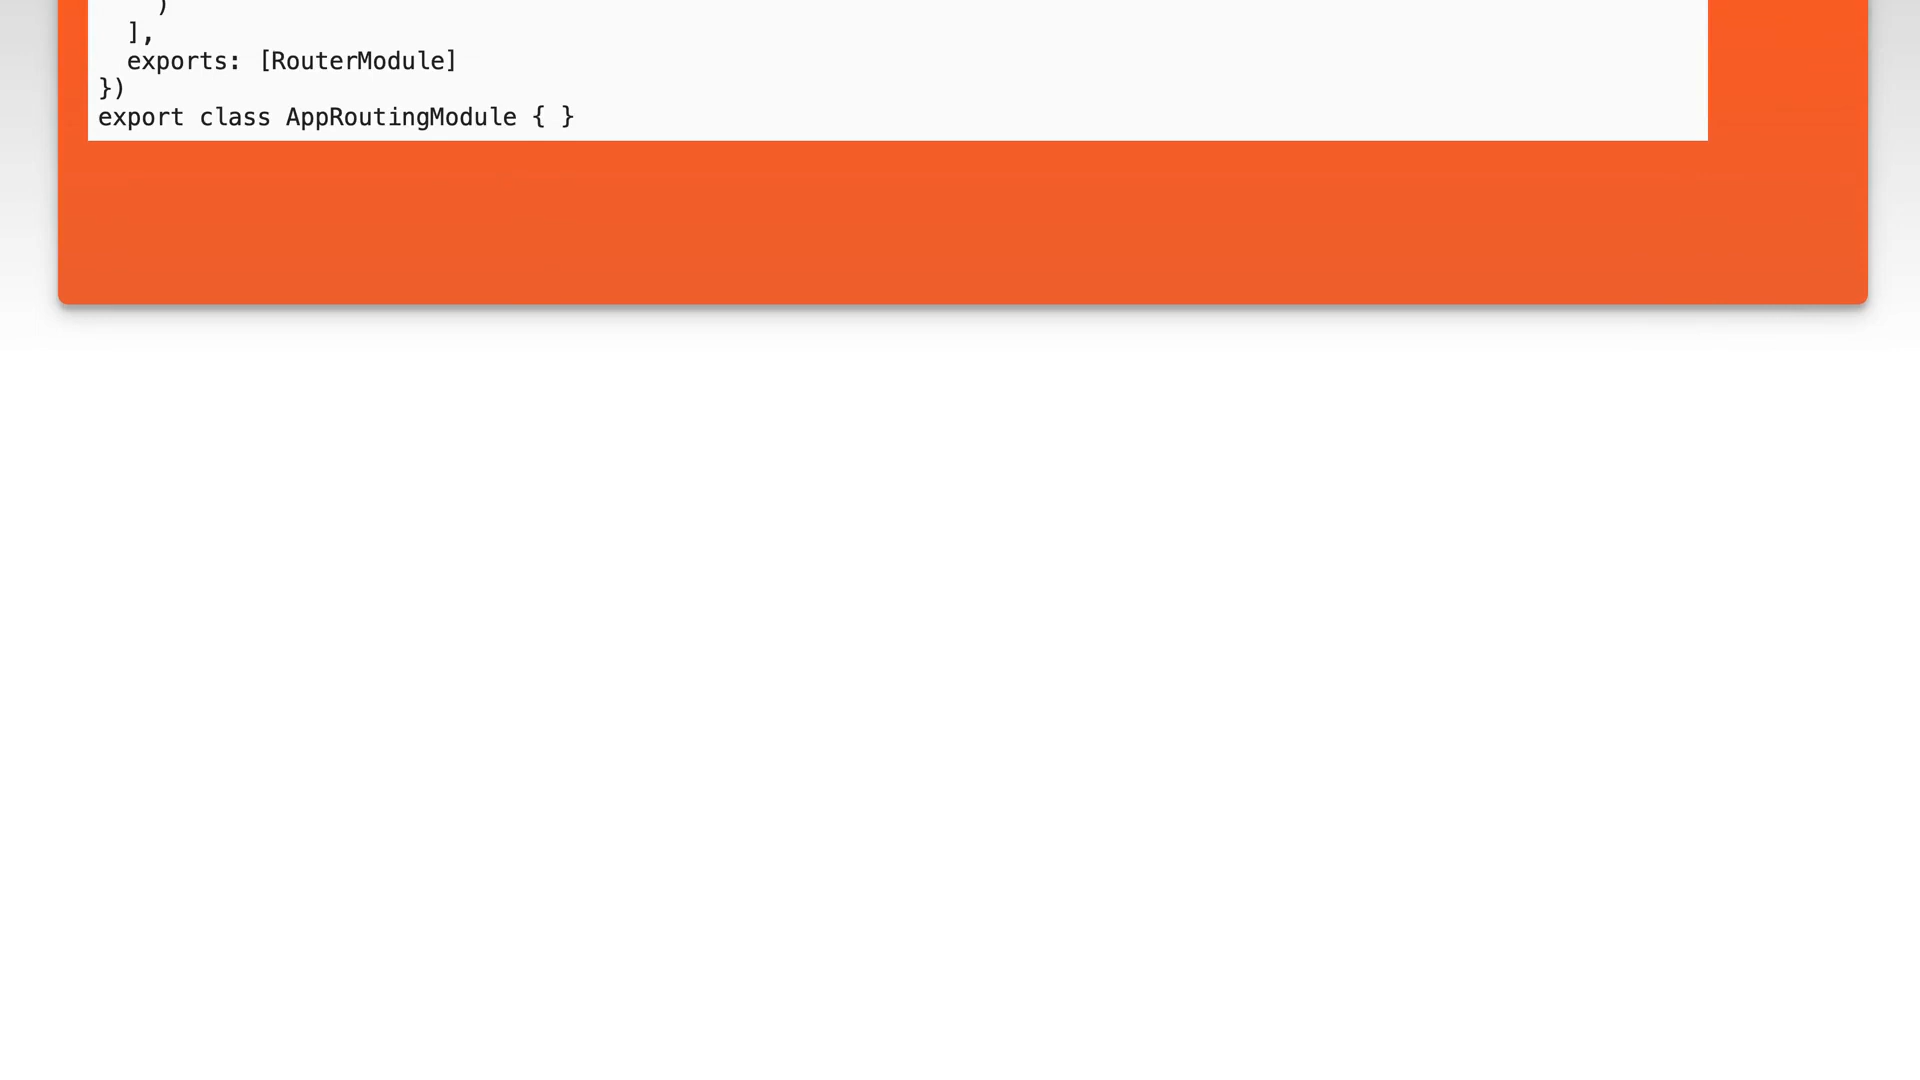 )
],
exports: [RouterModule]
})
export class AppRoutingModule { }